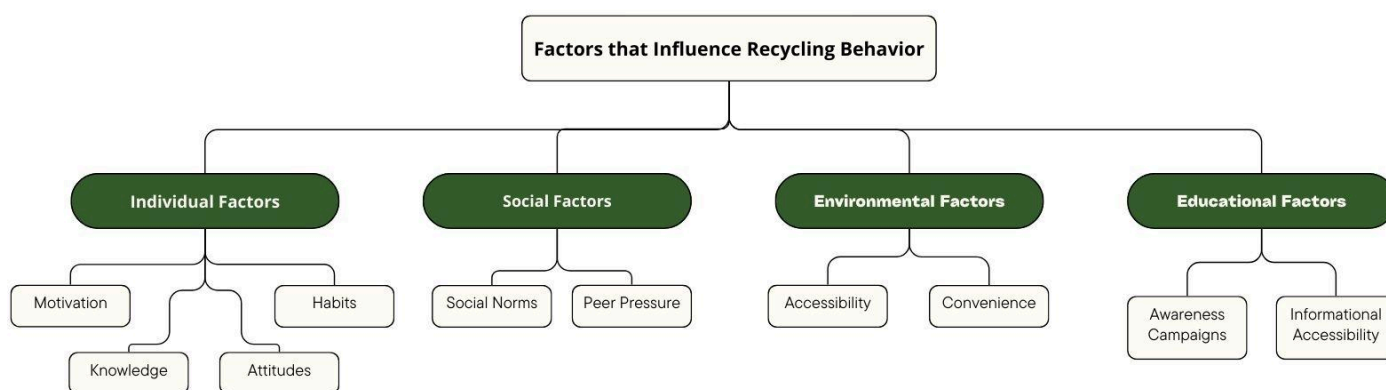 Factors that Influence Recycling Behavior
Individual Factors
Social Factors
Environmental Factors
Educational Factors
Motivation
Habits
Knowledge
Attitudes
Social Norms
Peer Pressure
Accessibility
Convenience
Awareness
Campaigns
Informational
Accessibility